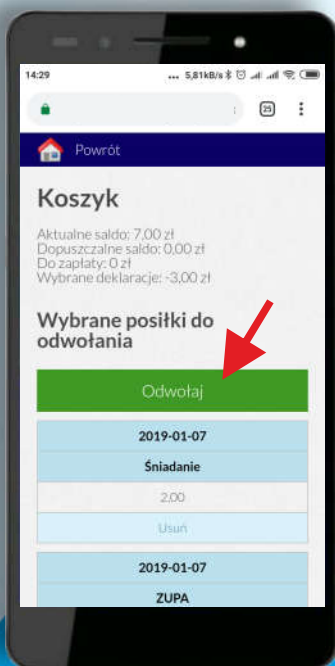 14:29 ... 5,81kB/s
25
Powrót
Koszyk
Aktualne saldo: 7,00 zł
Dopuszczalne saldo: 0,00 zł
Do zapłaty: 0 zł
Wybrane deklaracje: -3,00 zł
Wybrane posiłki do
odwołania
Odwołaj
2019-01-07
Śniadanie
2,00
Usuń
2019-01-07
ZUPA